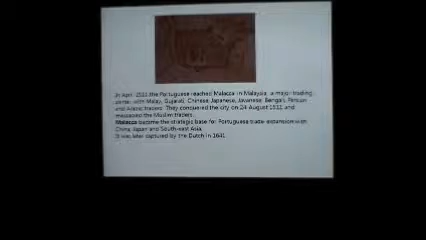 In April 1511 the Portuguese reached Malacca in Malaysia, a major trading
center, with Malay, Gujarati, Chinese, Japanese, Javanese, Bengali, Persian
and Arabic traders. They conquered the city on 24 August 1511 and
massacred the Muslim traders.
Malacca became the strategic base for Portuguese trade expansion with
China, Japan and South-east Asia.
It was later captured by the Dutch in 1641.